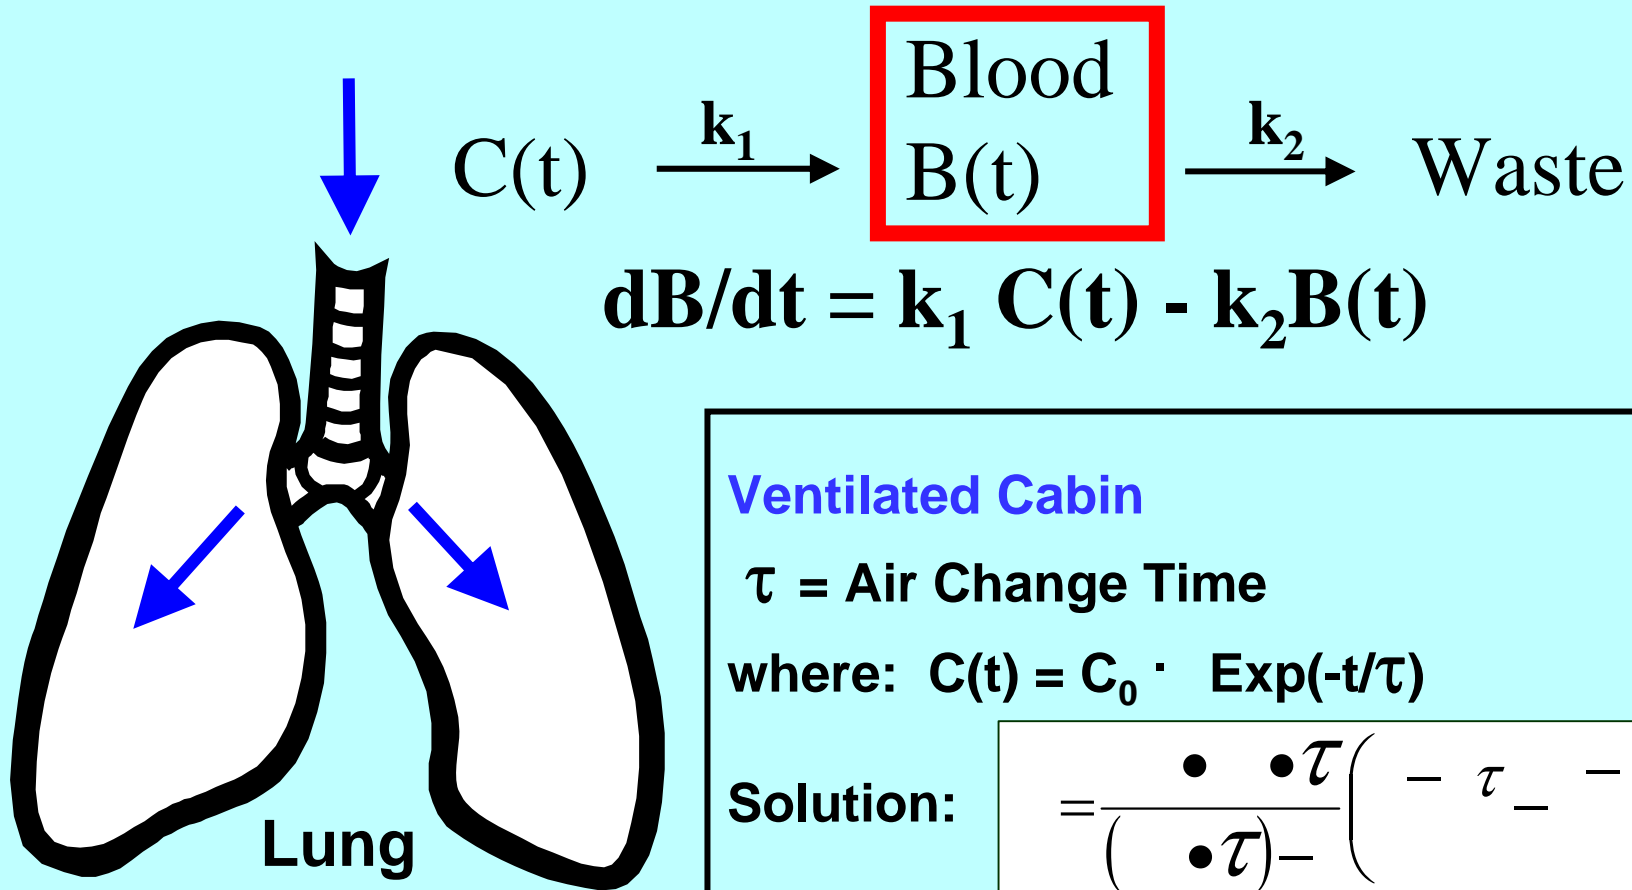 Blood
C(t) k₁ B(t) k₂ Waste
dB/dt = k₁ C(t) - k₂B(t)
Ventilated Cabin
τ = Air Change Time
where: C(t) = C₀ · Exp(-t/τ)
Solution:
• •τ ( − τ − −
=
( •τ)−
Lung